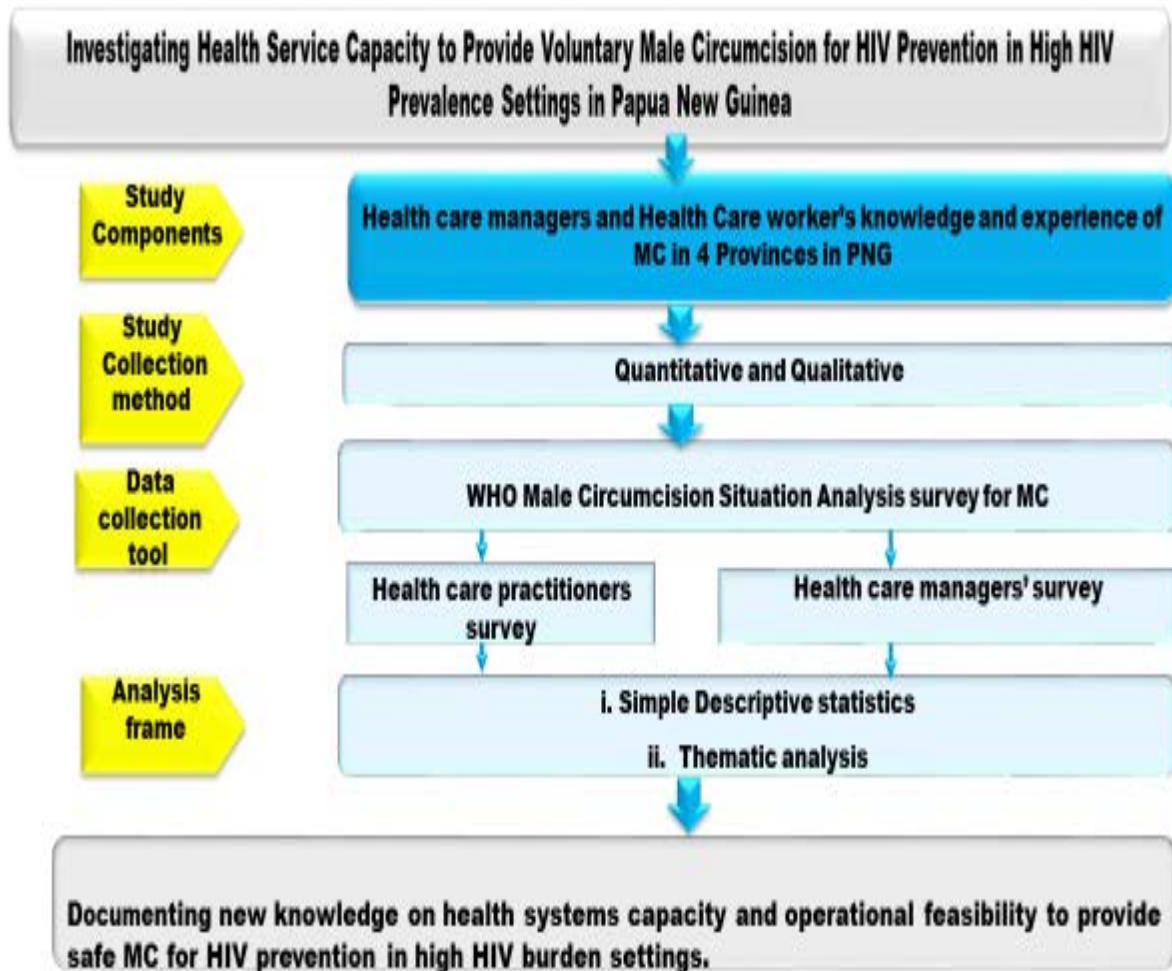 Investigating Health Service Capacity to Provide Voluntary Male Circumcision for HIV Prevention in High HIV
Prevalence Settings in Papua New Guinea
Study
Components
Health care managers and Health Care worker's knowledge and experience of
MC in 4 Provinces in PNG
Study
Collection
method
Quantitative and Qualitative
Data
collection
tool
WHO Male Circumcision Situation Analysis survey for MC
Health care practitioners
survey
Health care managers' survey
Analysis
frame
i. Simple Descriptive statistics
ii. Thematic analysis
Documenting new knowledge on health systems capacity and operational feasibility to provide
safe MC for HIV prevention in high HIV burden settings.